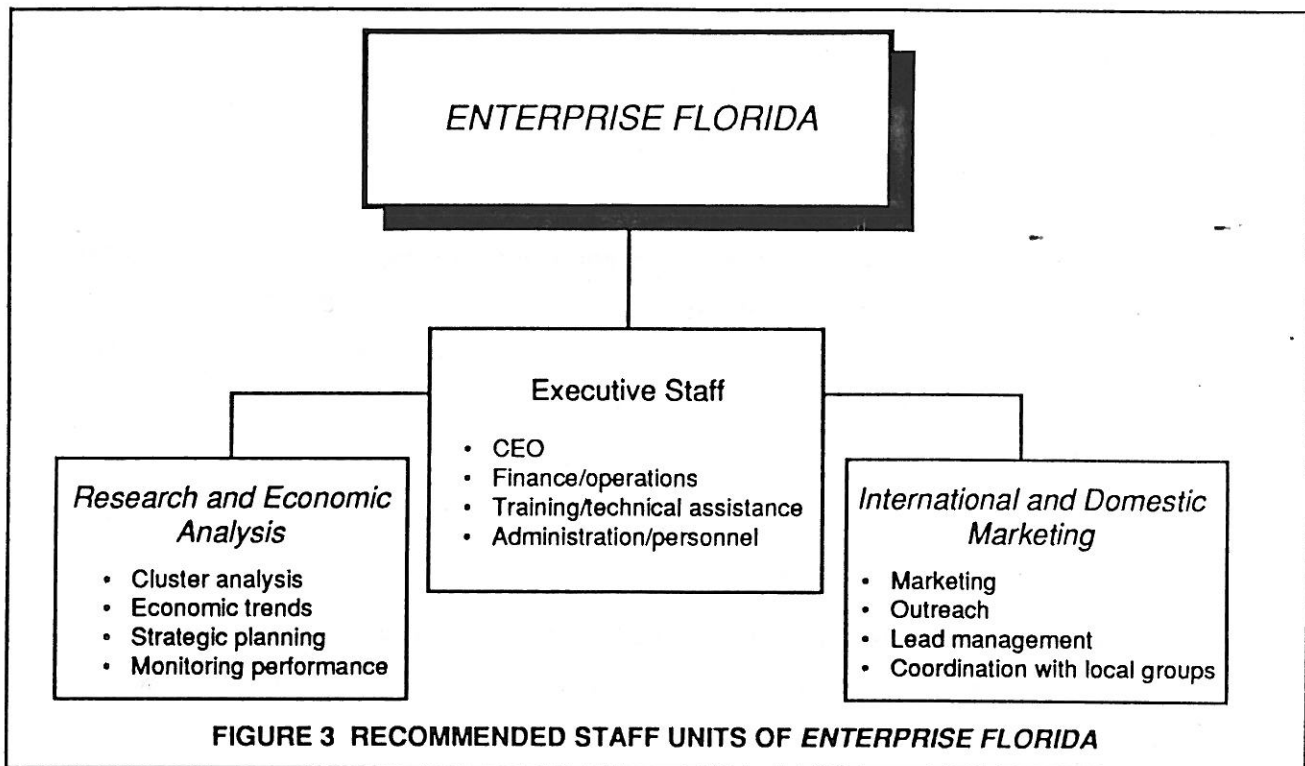 ENTERPRISE FLORIDA
Executive Staff
• CEO
• Finance/operations
• Training/technical assistance
• Administration/personnel
Research and Economic
Analysis
• Cluster analysis
• Economic trends
• Strategic planning
• Monitoring performance
International and Domestic
Marketing
• Marketing
• Outreach
• Lead management
• Coordination with local groups
FIGURE 3 RECOMMENDED STAFF UNITS OF ENTERPRISE FLORIDA